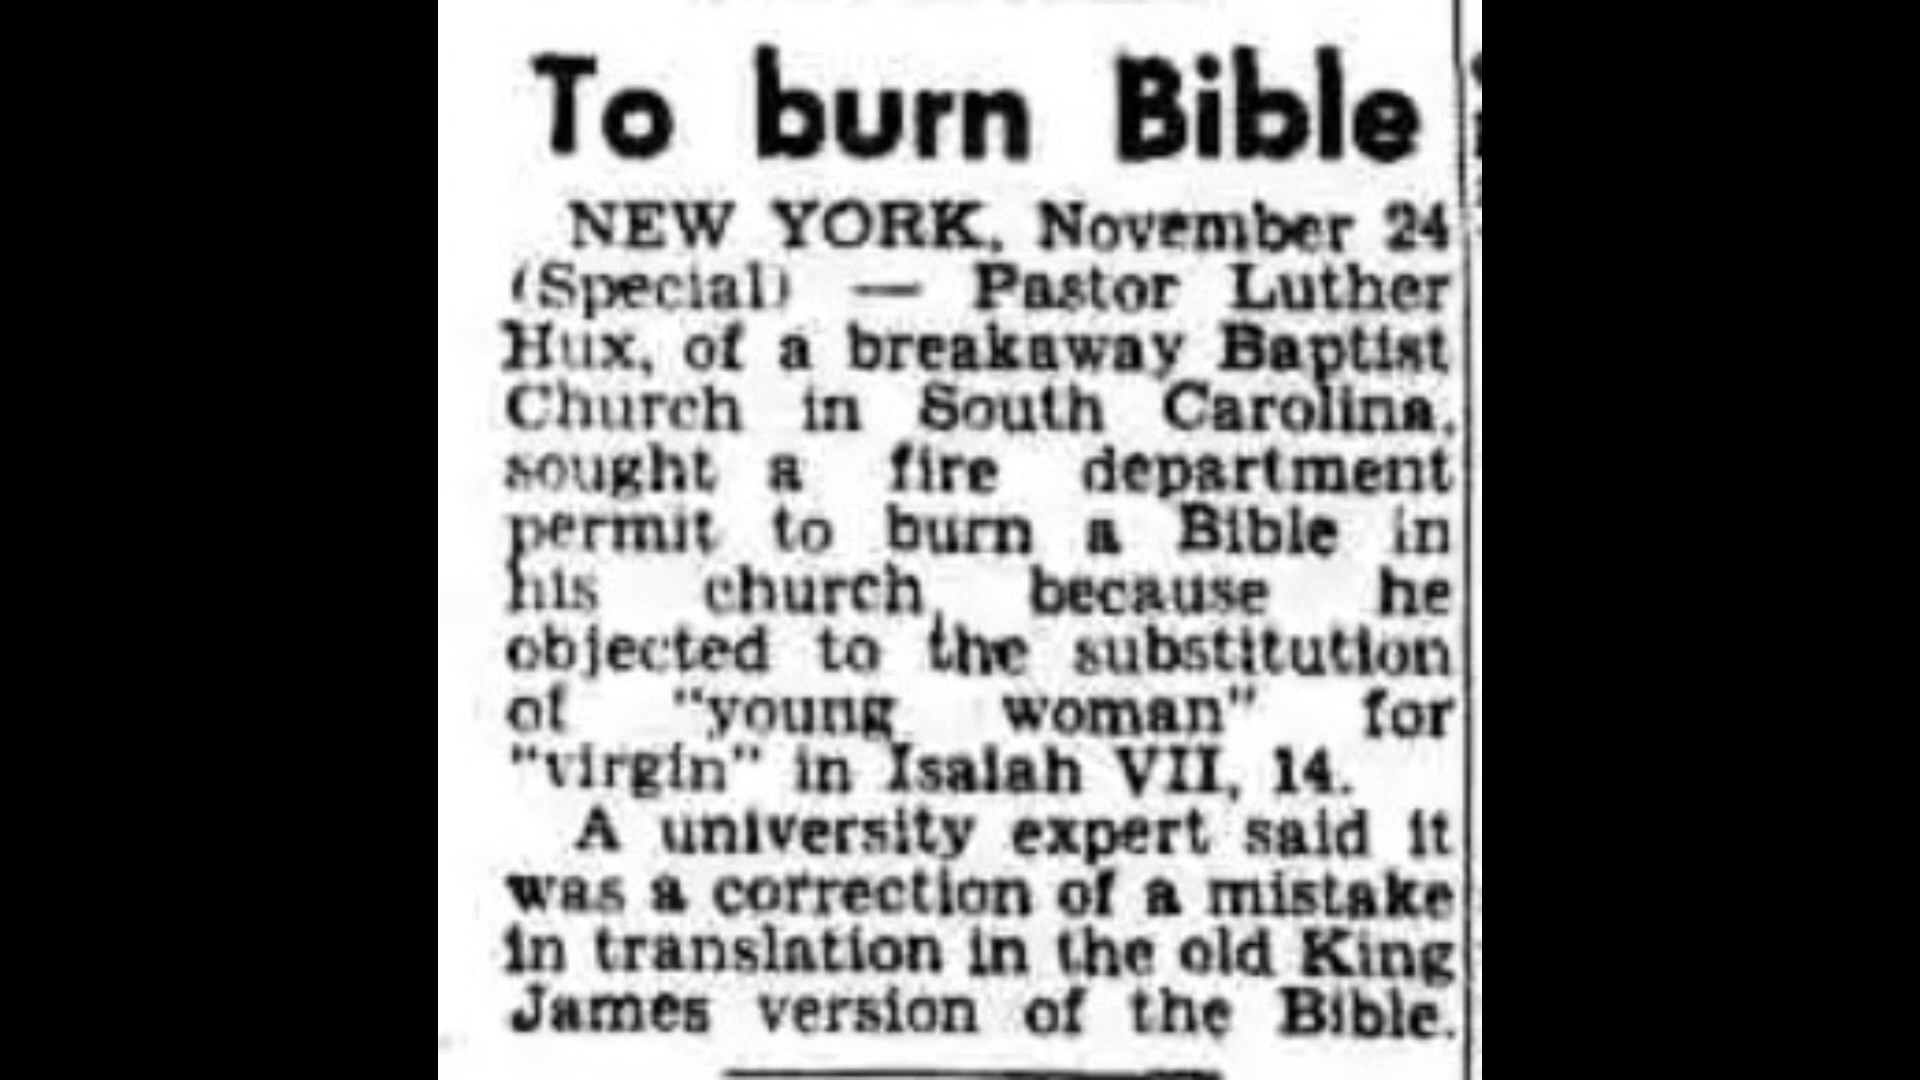 To burn Bible
NEW YORK, November 24
(Special) — Pastor Luther
Hux, of a breakaway Baptist
Church in South Carolina,
sought a fire department
permit to burn a Bible in
his church, because he
objected to the substitution
of "young woman" for
"virgin" in Isaiah VII, 14.
A university expert said it
was a correction of a mistake
in translation in the old King
James version of the Bible.